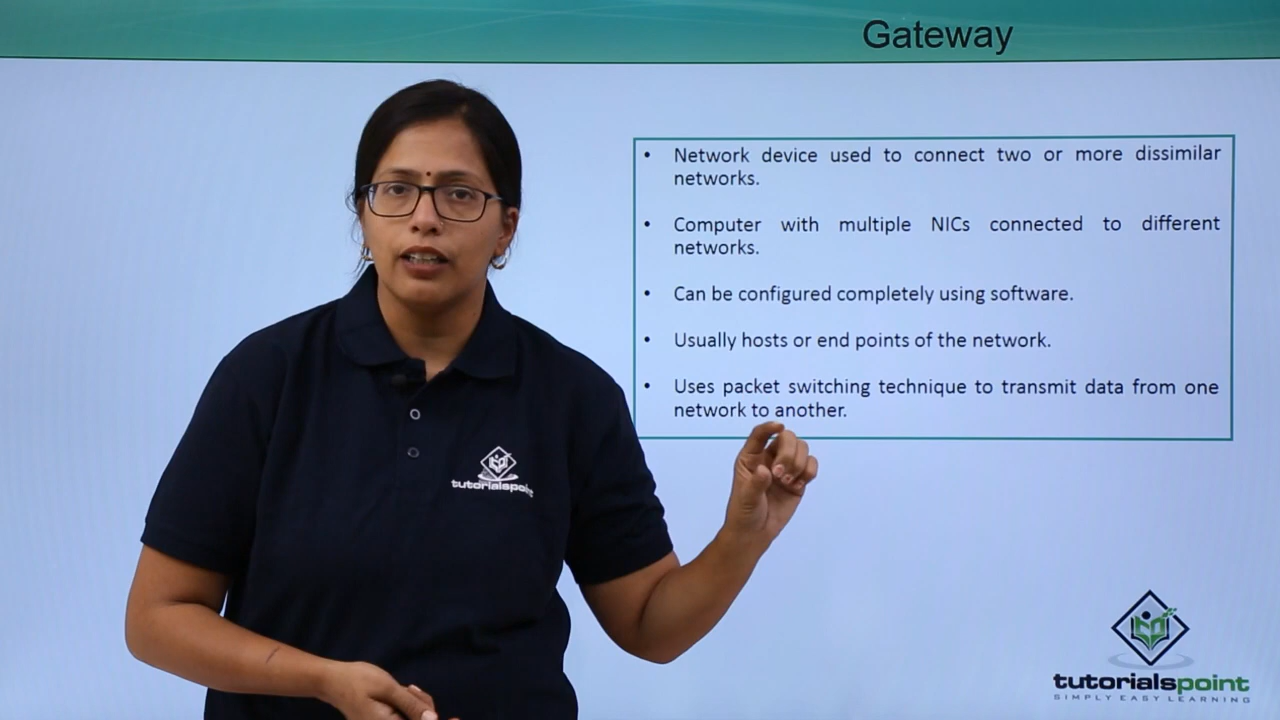 Gateway
• Network device used to connect two or more dissimilar
networks.
• Computer with multiple NICs connected to different
networks.
• Can be configured completely using software.
• Usually hosts or end points of the network.
• Uses packet switching technique to transmit data from one
network to another.
tutorialspoint
tutorialspoint
SIMPLY EASY LEARNING